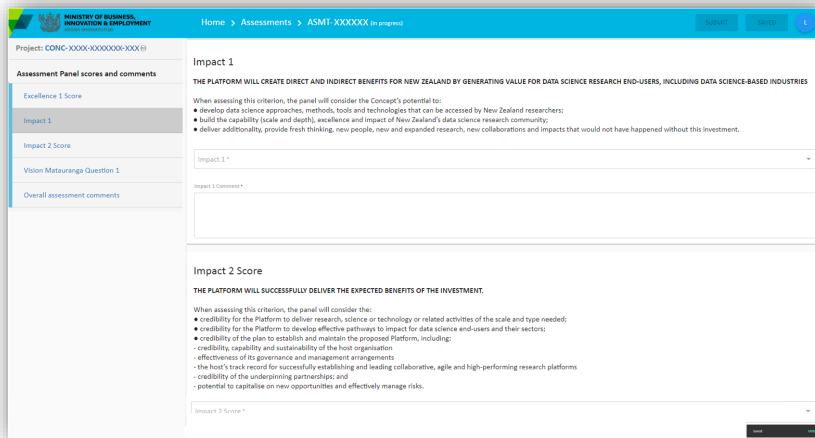 MINISTRY OF BUSINESS,
INNOVATION & EMPLOYMENT
HĪKINA WHAKATUTUKI
Home > Assessments > ASMT-XXXXXX (in progress)
SUBMIT
SAVED
L
Project: CONC-XXXX-XXXXXXX-XXX
Assessment Panel scores and comments
Excellence 1 Score
Impact 1
Impact 2 Score
Vision Matauranga Question 1
Overall assessment comments
Impact 1
THE PLATFORM WILL CREATE DIRECT AND INDIRECT BENEFITS FOR NEW ZEALAND BY GENERATING VALUE FOR DATA SCIENCE RESEARCH END-USERS, INCLUDING DATA SCIENCE-BASED INDUSTRIES
When assessing this criterion, the panel will consider the Concept's potential to:
● develop data science approaches, methods, tools and technologies that can be accessed by New Zealand researchers;
● build the capability (scale and depth), excellence and impact of New Zealand's data science research community;
● deliver additionality, provide fresh thinking, new people, new and expanded research, new collaborations and impacts that would not have happened without this investment.
Impact 1 *
Impact 1 Comment *
Impact 2 Score
THE PLATFORM WILL SUCCESSFULLY DELIVER THE EXPECTED BENEFITS OF THE INVESTMENT.
When assessing this criterion, the panel will consider the:
● credibility for the Platform to deliver research, science or technology or related activities of the scale and type needed;
● credibility for the Platform to develop effective pathways to impact for data science end-users and their sectors;
● credibility of the plan to establish and maintain the proposed Platform, including:
- credibility, capability and sustainability of the host organisation
- effectiveness of its governance and management arrangements
- the host's track record for successfully establishing and leading collaborative, agile and high-performing research platforms
- credibility of the underpinning partnerships; and
- potential to capitalise on new opportunities and effectively manage risks.
Impact 2 Score *